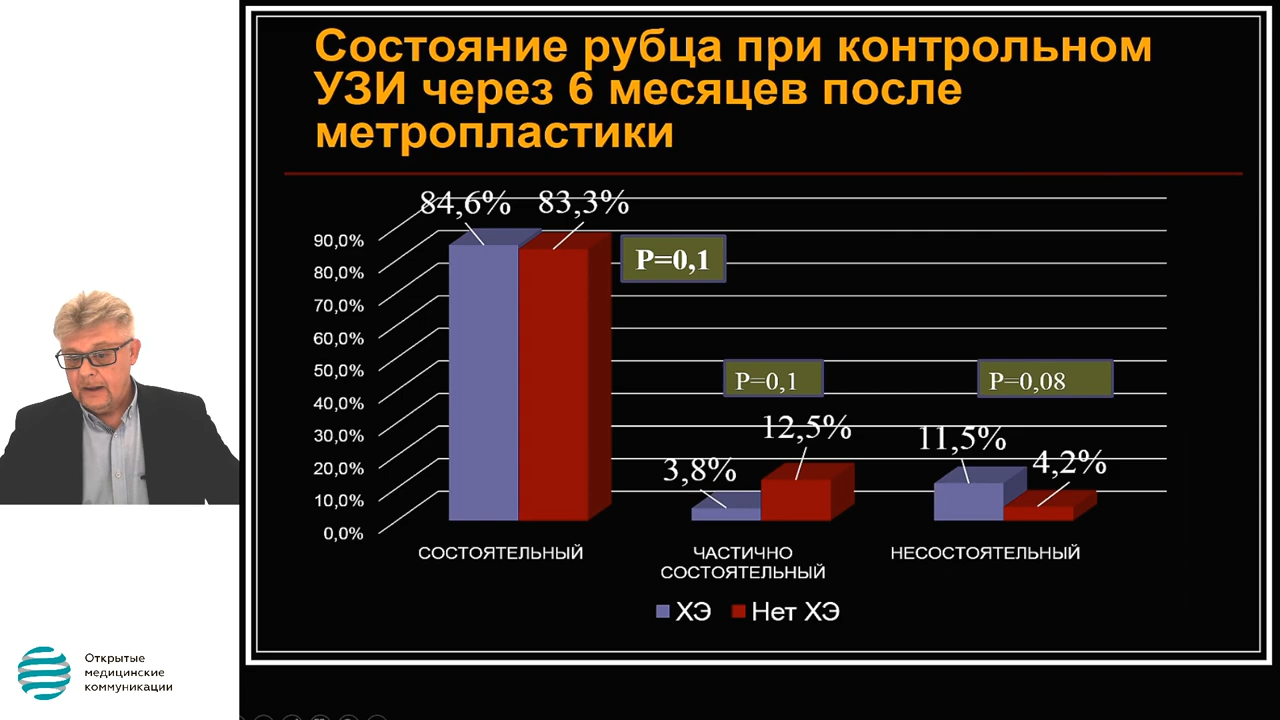 Состояние рубца при контрольном
УЗИ через 6 месяцев после
метропластики
84,6% 83,3%
P=0,1
P=0,1
P=0,08
12,5%
11,5%
3,8%
4,2%
90,0%
80,0%
70,0%
60,0%
50,0%
40,0%
30,0%
20,0%
10,0%
0,0%
СОСТОЯТЕЛЬНЫЙ
ЧАСТИЧНО
СОСТОЯТЕЛЬНЫЙ
НЕСОСТОЯТЕЛЬНЫЙ
ХЭ Нет ХЭ
Открытые
медицинские
коммуникации